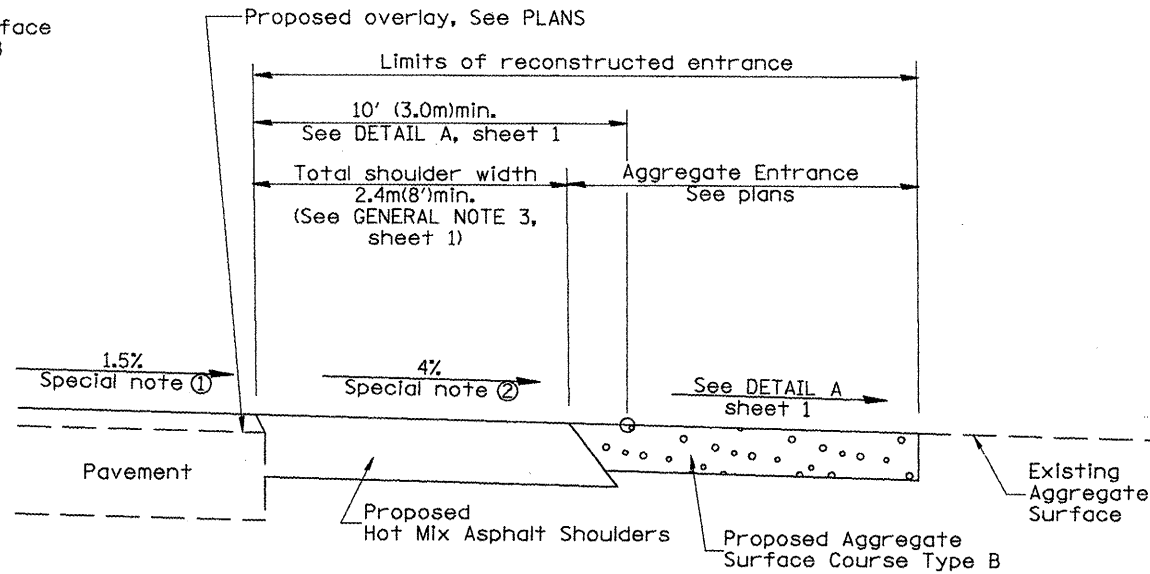 face
Proposed overlay, See PLANS
Limits of reconstructed entrance
10' (3.0m)min.
See DETAIL A, sheet 1
Total shoulder width
2.4m(8')min.
(See GENERAL NOTE 3,
sheet 1)
Aggregate Entrance
See plans
1.5%
Special note ①
4%
Special note ②
See DETAIL A
sheet 1
Pavement
Proposed
Hot Mix Asphalt Shoulders
Proposed Aggregate
Surface Course Type B
Existing
Aggregate
Surface